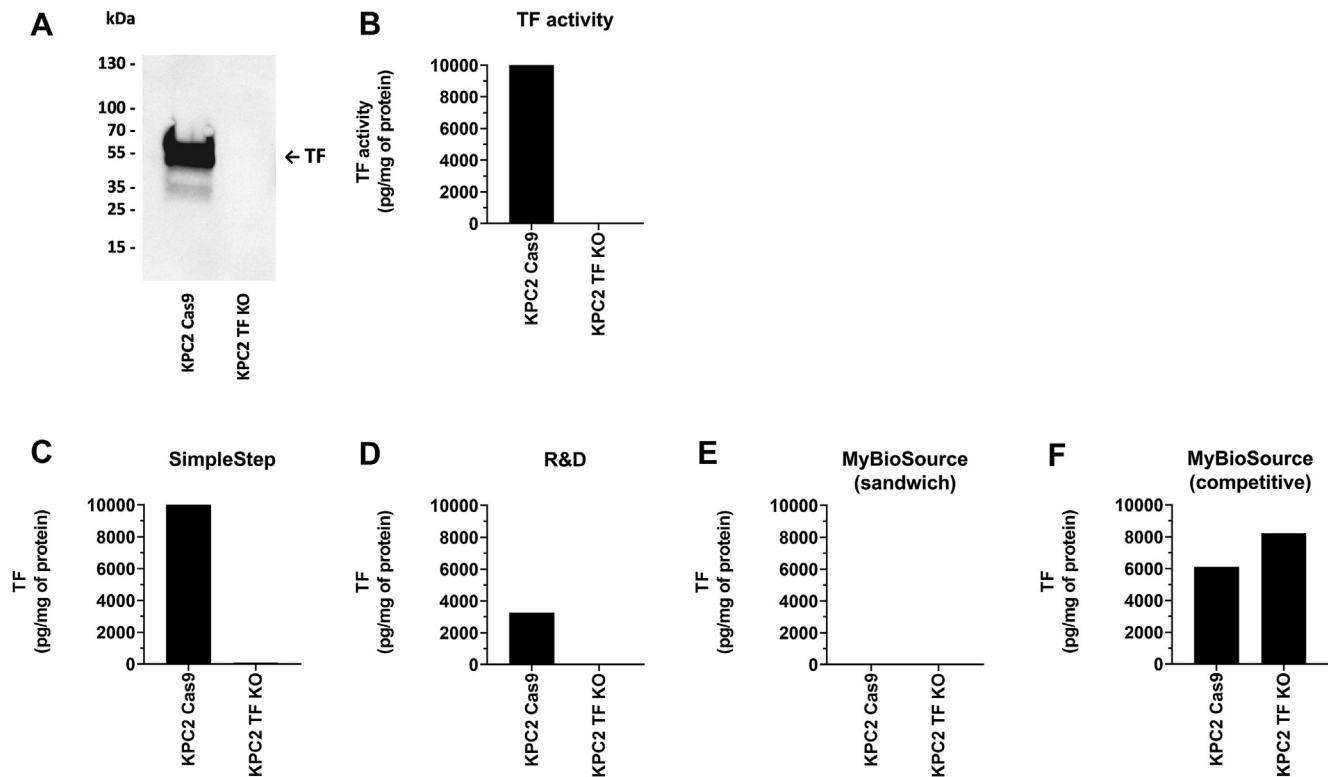 A
kDa
130 -
100 -
70 -
55 -
35 -
25 -
15 -
← TF
KPC2 Cas9
KPC2 TF KO
B
TF activity
TF activity
(pg/mg of protein)
10000
8000
6000
4000
2000
0
KPC2 Cas9
KPC2 TF KO
C
SimpleStep
TF
(pg/mg of protein)
10000
8000
6000
4000
2000
0
KPC2 Cas9
KPC2 TF KO
D
R&D
TF
(pg/mg of protein)
10000
8000
6000
4000
2000
0
KPC2 Cas9
KPC2 TF KO
E
MyBioSource
(sandwich)
TF
(pg/mg of protein)
10000
8000
6000
4000
2000
0
KPC2 Cas9
KPC2 TF KO
F
MyBioSource
(competitive)
TF
(pg/mg of protein)
10000
8000
6000
4000
2000
0
KPC2 Cas9
KPC2 TF KO